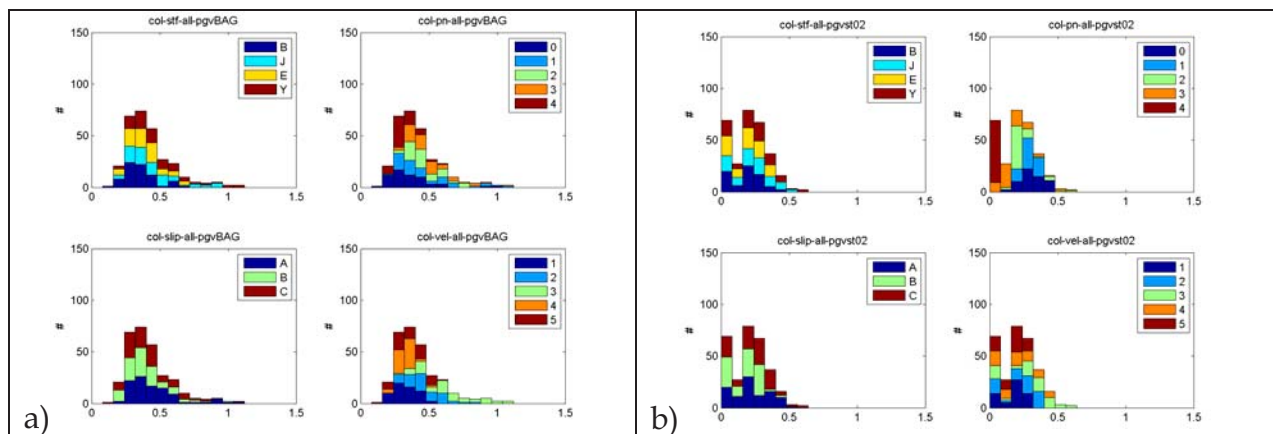 col-stf-all-pgvBAG
150
100
50
0
#
0 0.5 1 1.5
B
J
E
Y
col-pn-all-pgvBAG
150
100
50
0
#
0 0.5 1 1.5
0
1
2
3
4
col-slip-all-pgvBAG
150
100
50
0
#
0 0.5 1 1.5
A
B
C
col-vel-all-pgvBAG
150
100
50
0
#
0 0.5 1 1.5
1
2
3
4
5
a)
col-stf-all-pgvst02
150
100
50
0
#
0 0.5 1 1.5
B
J
E
Y
col-pn-all-pgvst02
150
100
50
0
#
0 0.5 1 1.5
0
1
2
3
4
col-slip-all-pgvst02
150
100
50
0
#
0 0.5 1 1.5
A
B
C
col-vel-all-pgvst02
150
100
50
0
#
0 0.5 1 1.5
1
2
3
4
5
b)